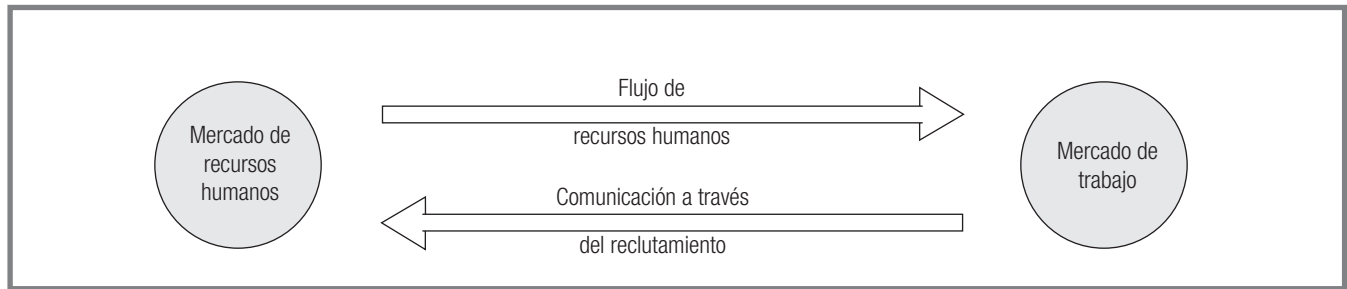 Mercado de
recursos
humanos
Flujo de
recursos humanos
Comunicación a través
del reclutamiento
Mercado de
trabajo